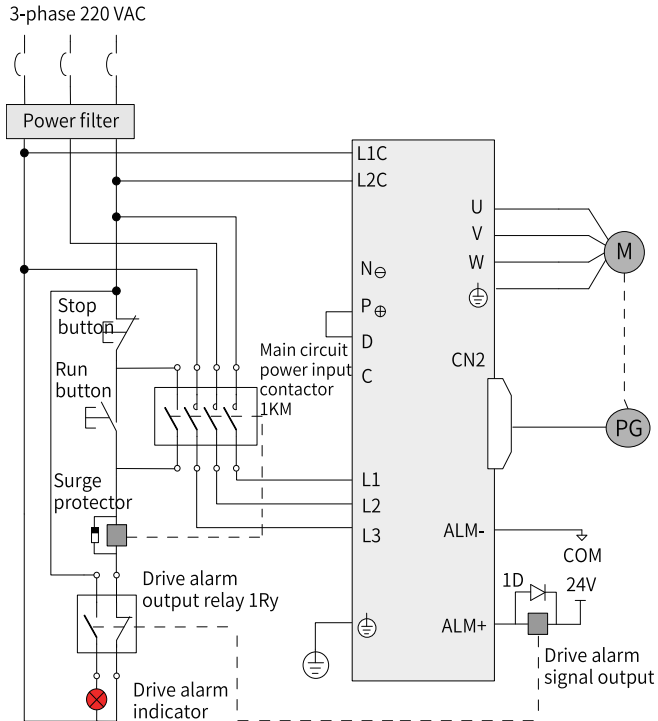 3-phase 220 VAC
Power filter
L1C
L2C
U
V
W
N⊖
P⊕
D
C
M
Stop
button
Run
button
Main circuit
power input
contactor
1KM
CN2
PG
L1
L2
L3
Surge
protector
ALM-
COM
Drive alarm
output relay 1Ry
1D
24V
ALM+
Drive alarm
signal output
Drive alarm
indicator